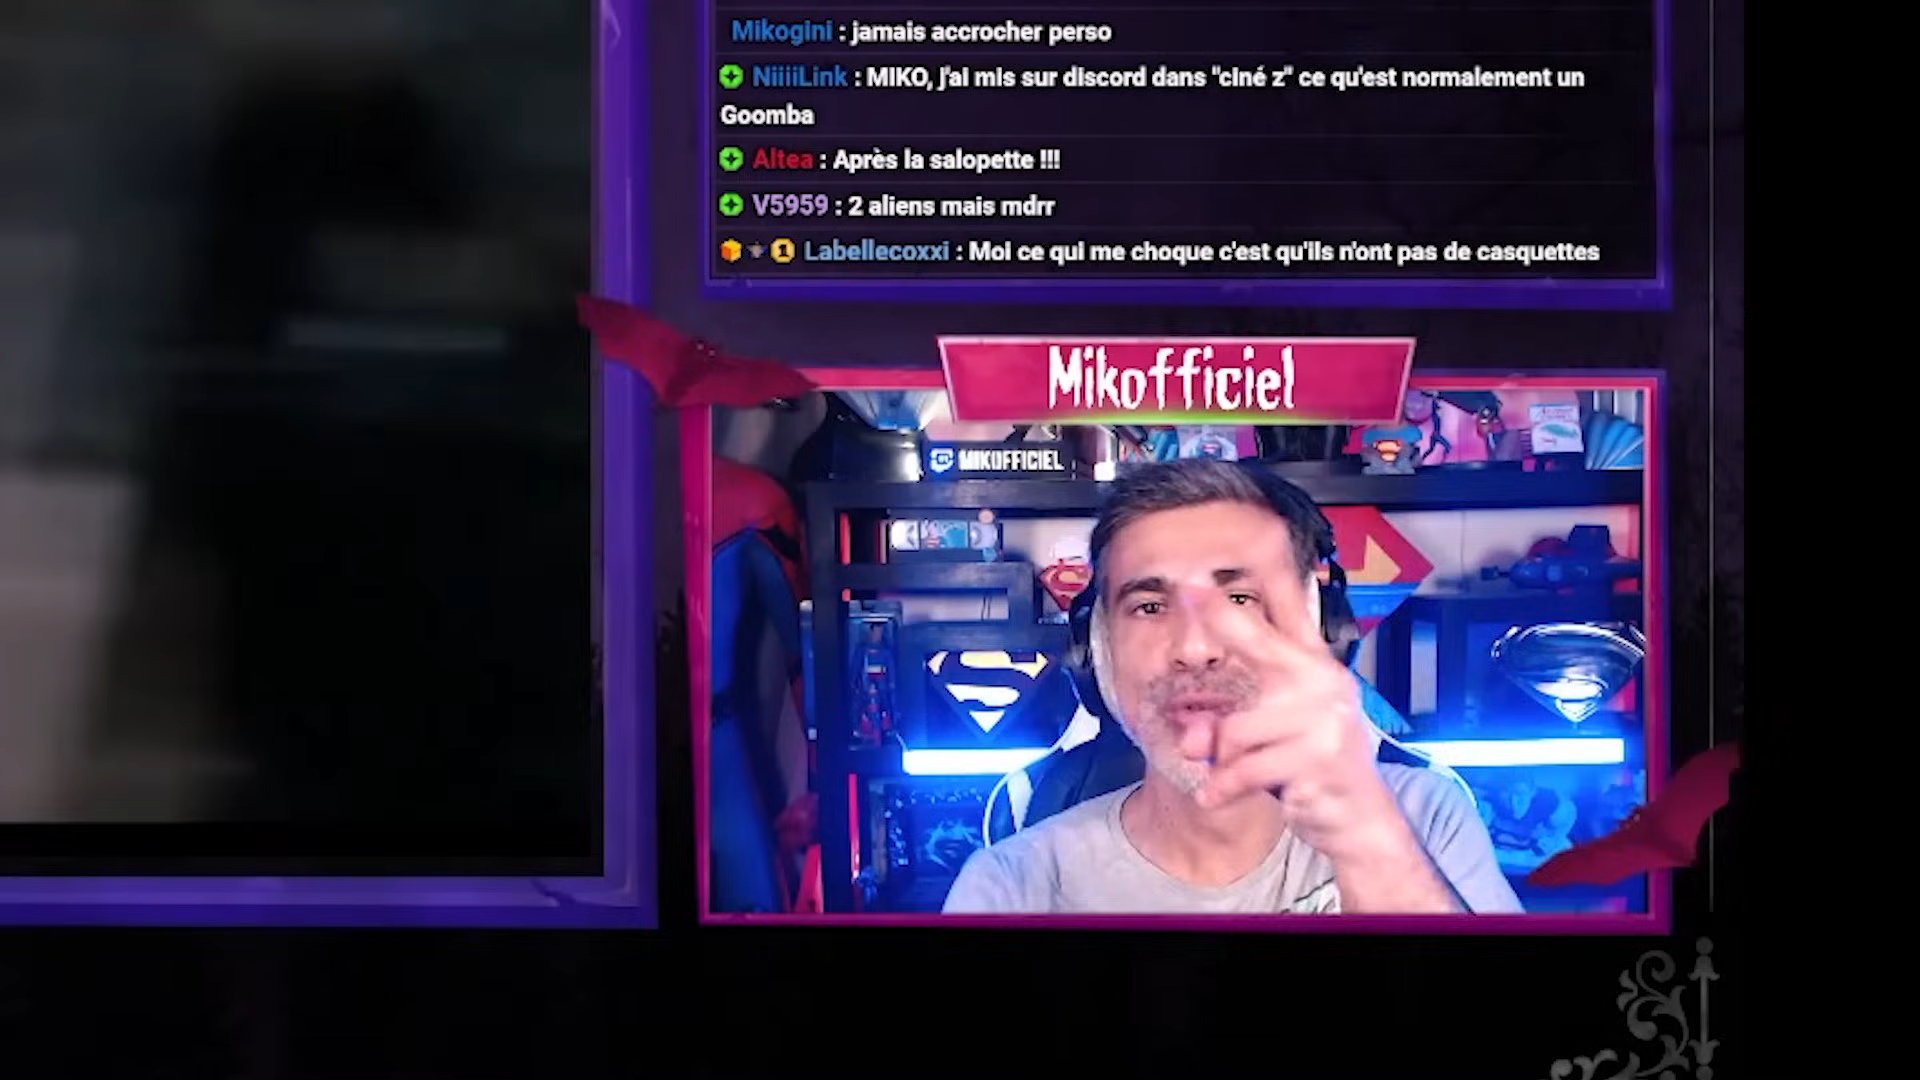 Mikogini : jamais accrocher perso
NiiiiLink : MIKO, j'ai mis sur discord dans "ciné z" ce qu'est normalement un
Goomba
Altea : Après la salopette !!!
V5959 : 2 aliens mais mdrr
1 Labellecoxxi : Moi ce qui me choque c'est qu'ils n'ont pas de casquettes
Mikofficiel
MIKOFFICIEL